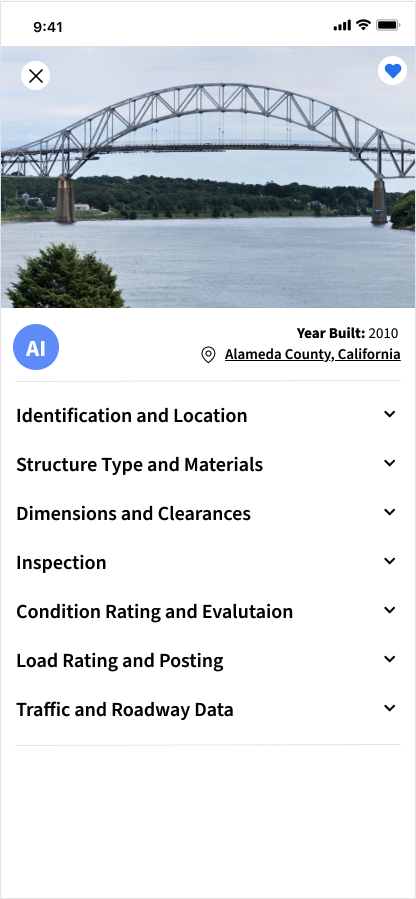 9:41
AI
Year Built: 2010
Alameda County, California
Identification and Location
Structure Type and Materials
Dimensions and Clearances
Inspection
Condition Rating and Evalutaion
Load Rating and Posting
Traffic and Roadway Data